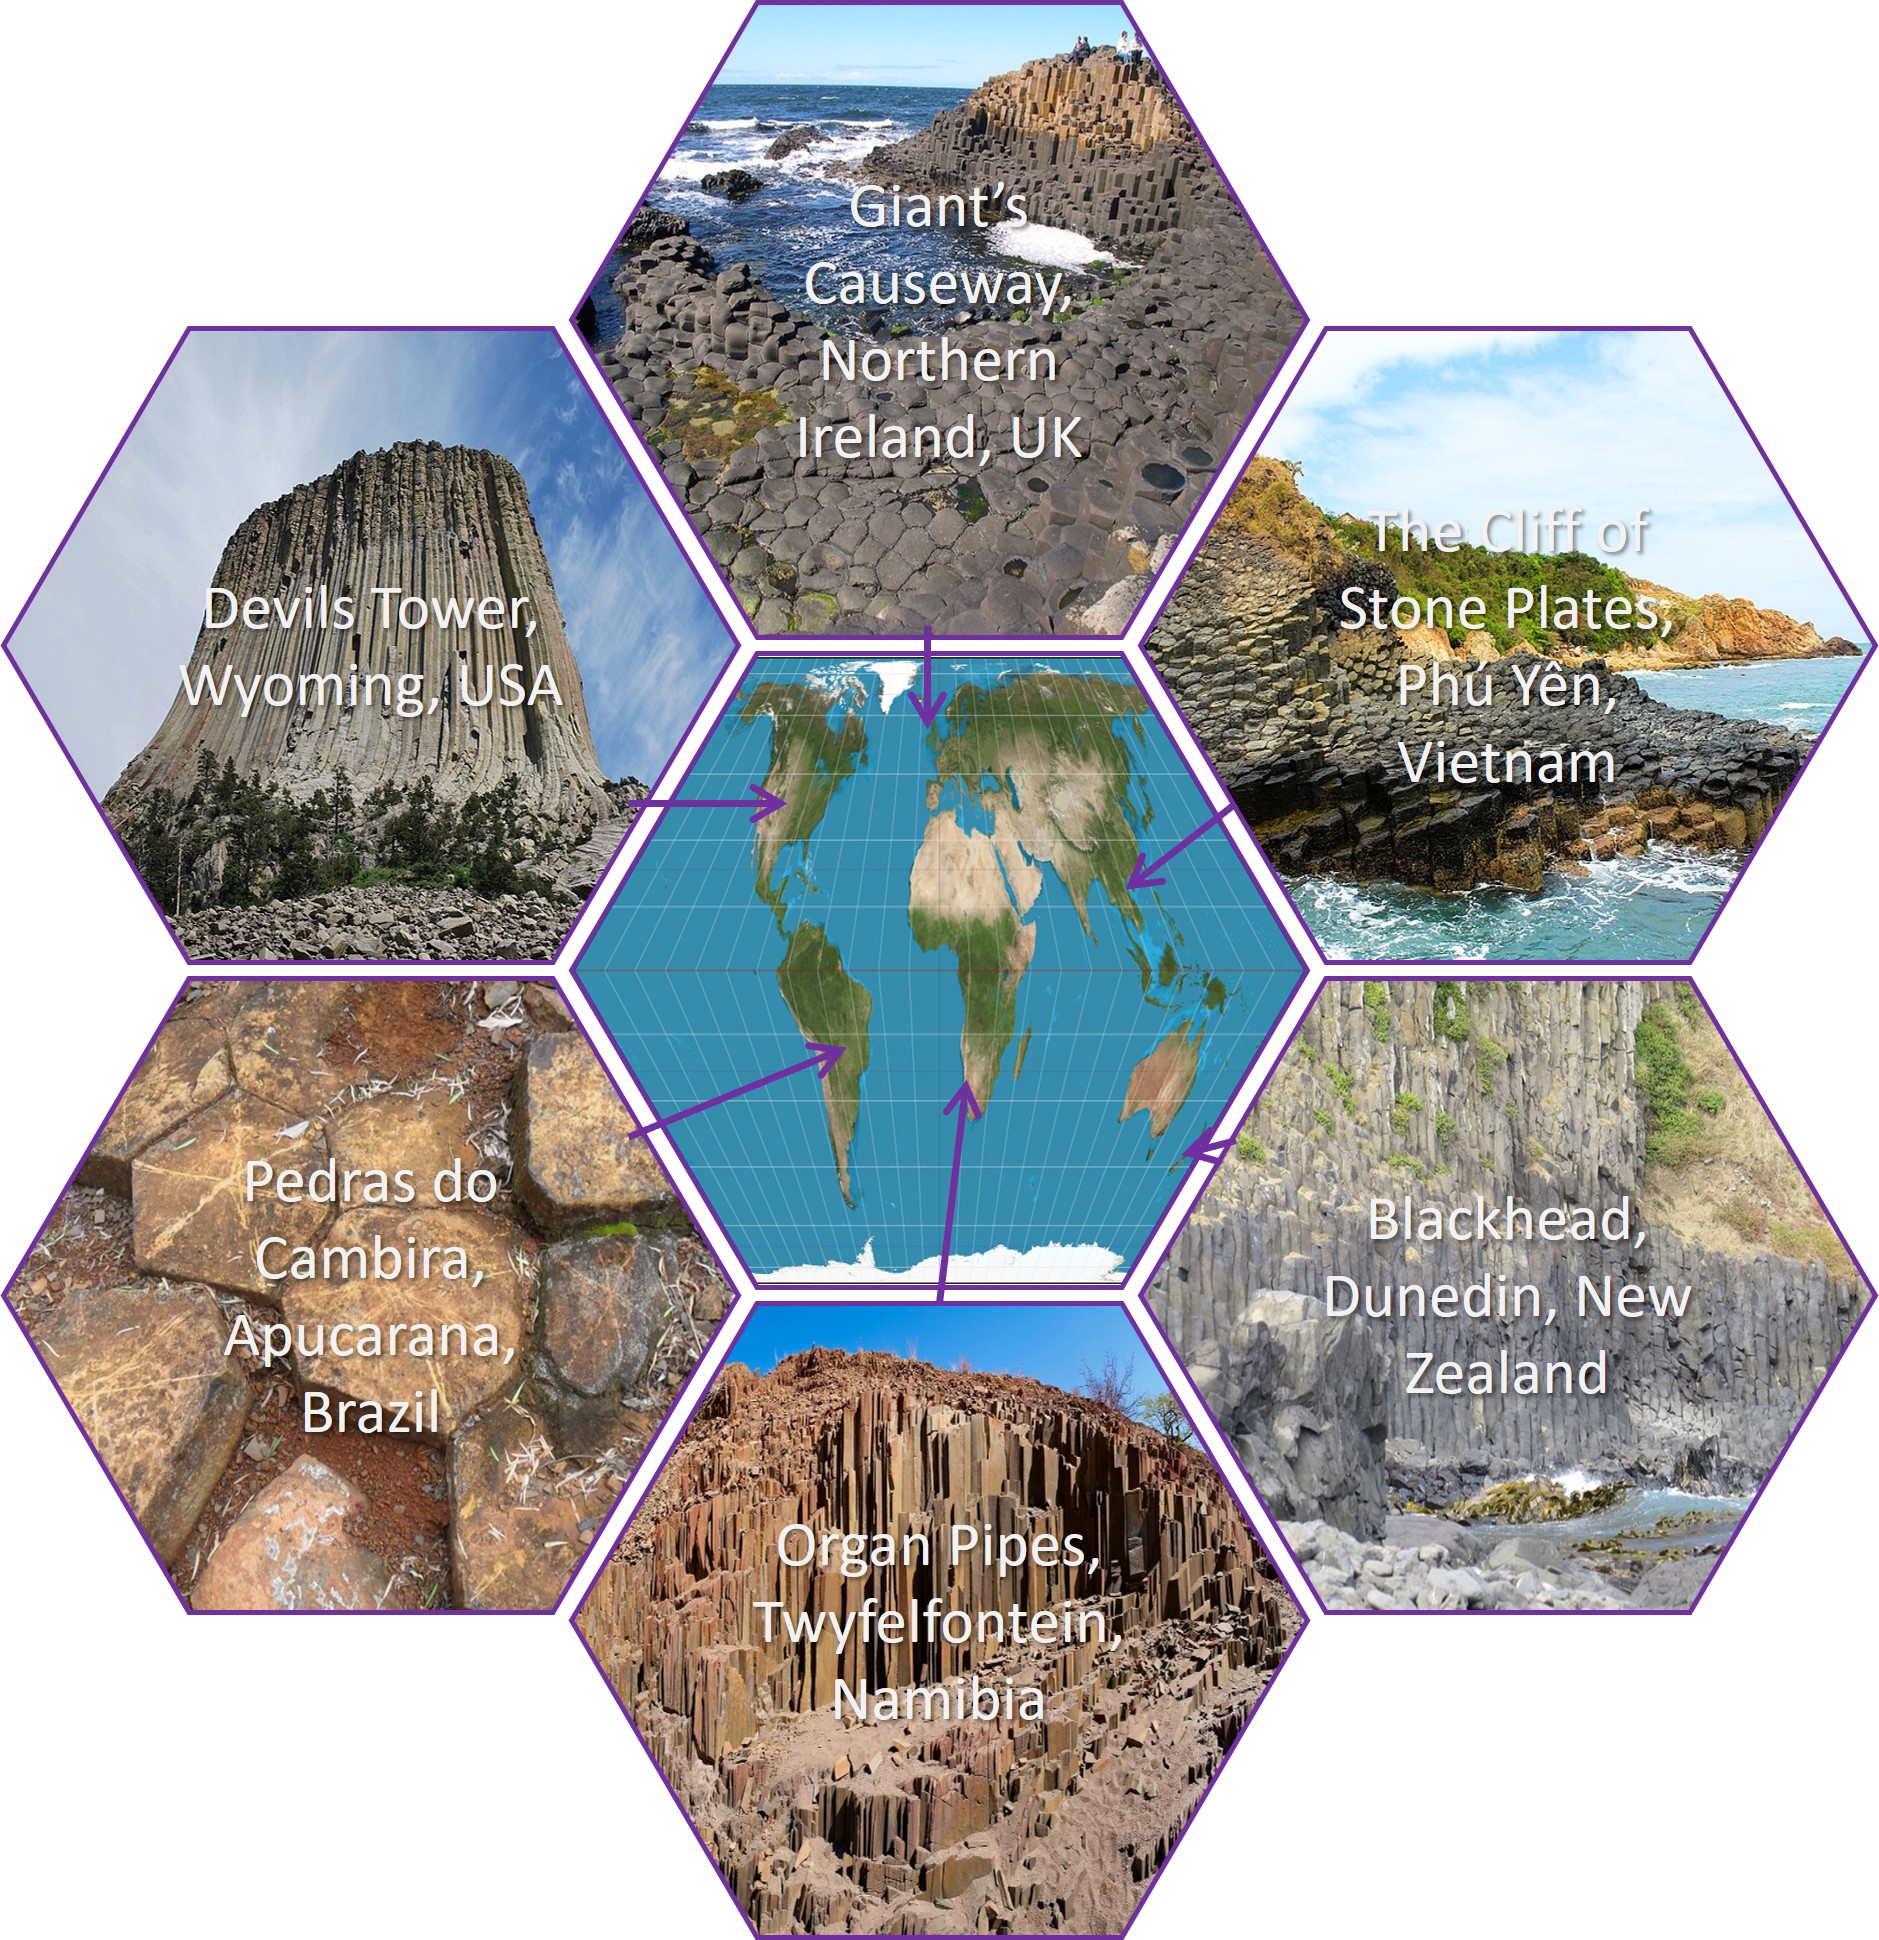 Giant’s
Causeway,
Northern
Ireland, UK
Devils Tower,
Wyoming, USA
The Cliff of
Stone Plates,
Phú Yên,
Vietnam
Pedras do
Cambira,
Apucarana,
Brazil
Blackhead,
Dunedin, New
Zealand
Organ Pipes,
Twyfelfontein,
Namibia